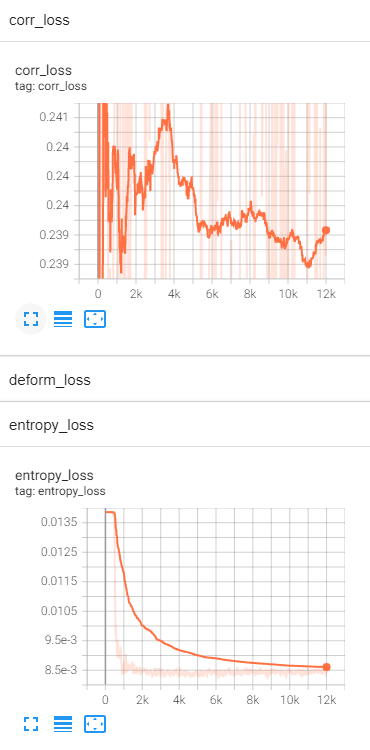 corr_loss
corr_loss
tag: corr_loss
0.241
0.24
0.24
0.24
0.239
0.239
0 2k 4k 6k 8k 10k 12k
deform_loss
entropy_loss
entropy_loss
tag: entropy_loss
0.0135
0.0125
0.0115
0.0105
9.5e-3
8.5e-3
0 2k 4k 6k 8k 10k 12k